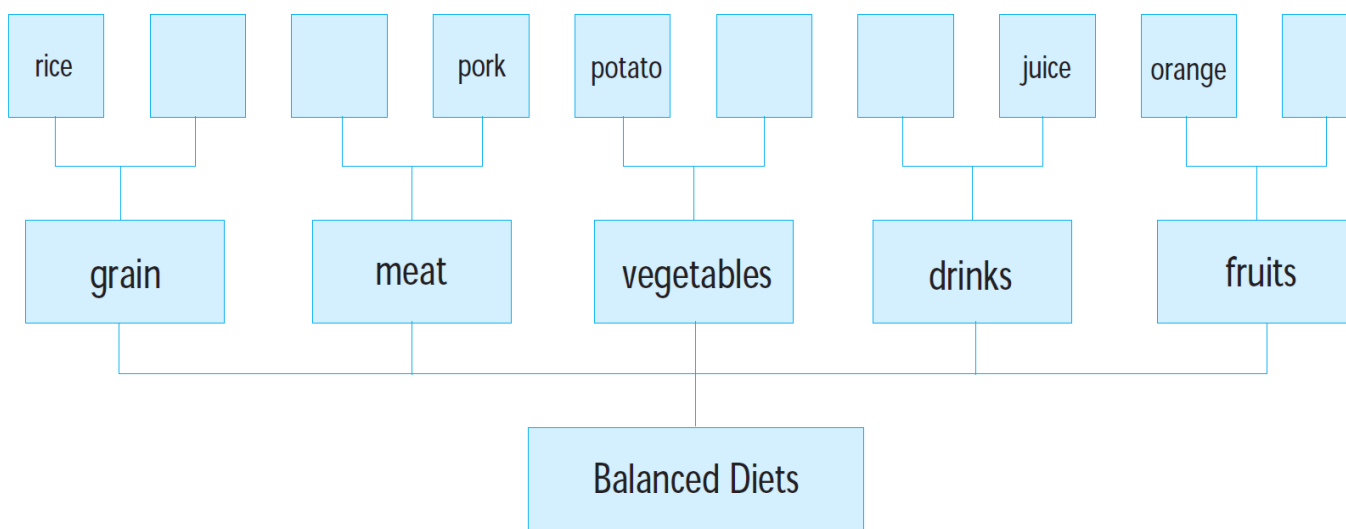 rice
pork
potato
juice
orange
grain
meat
vegetables
drinks
fruits
Balanced Diets